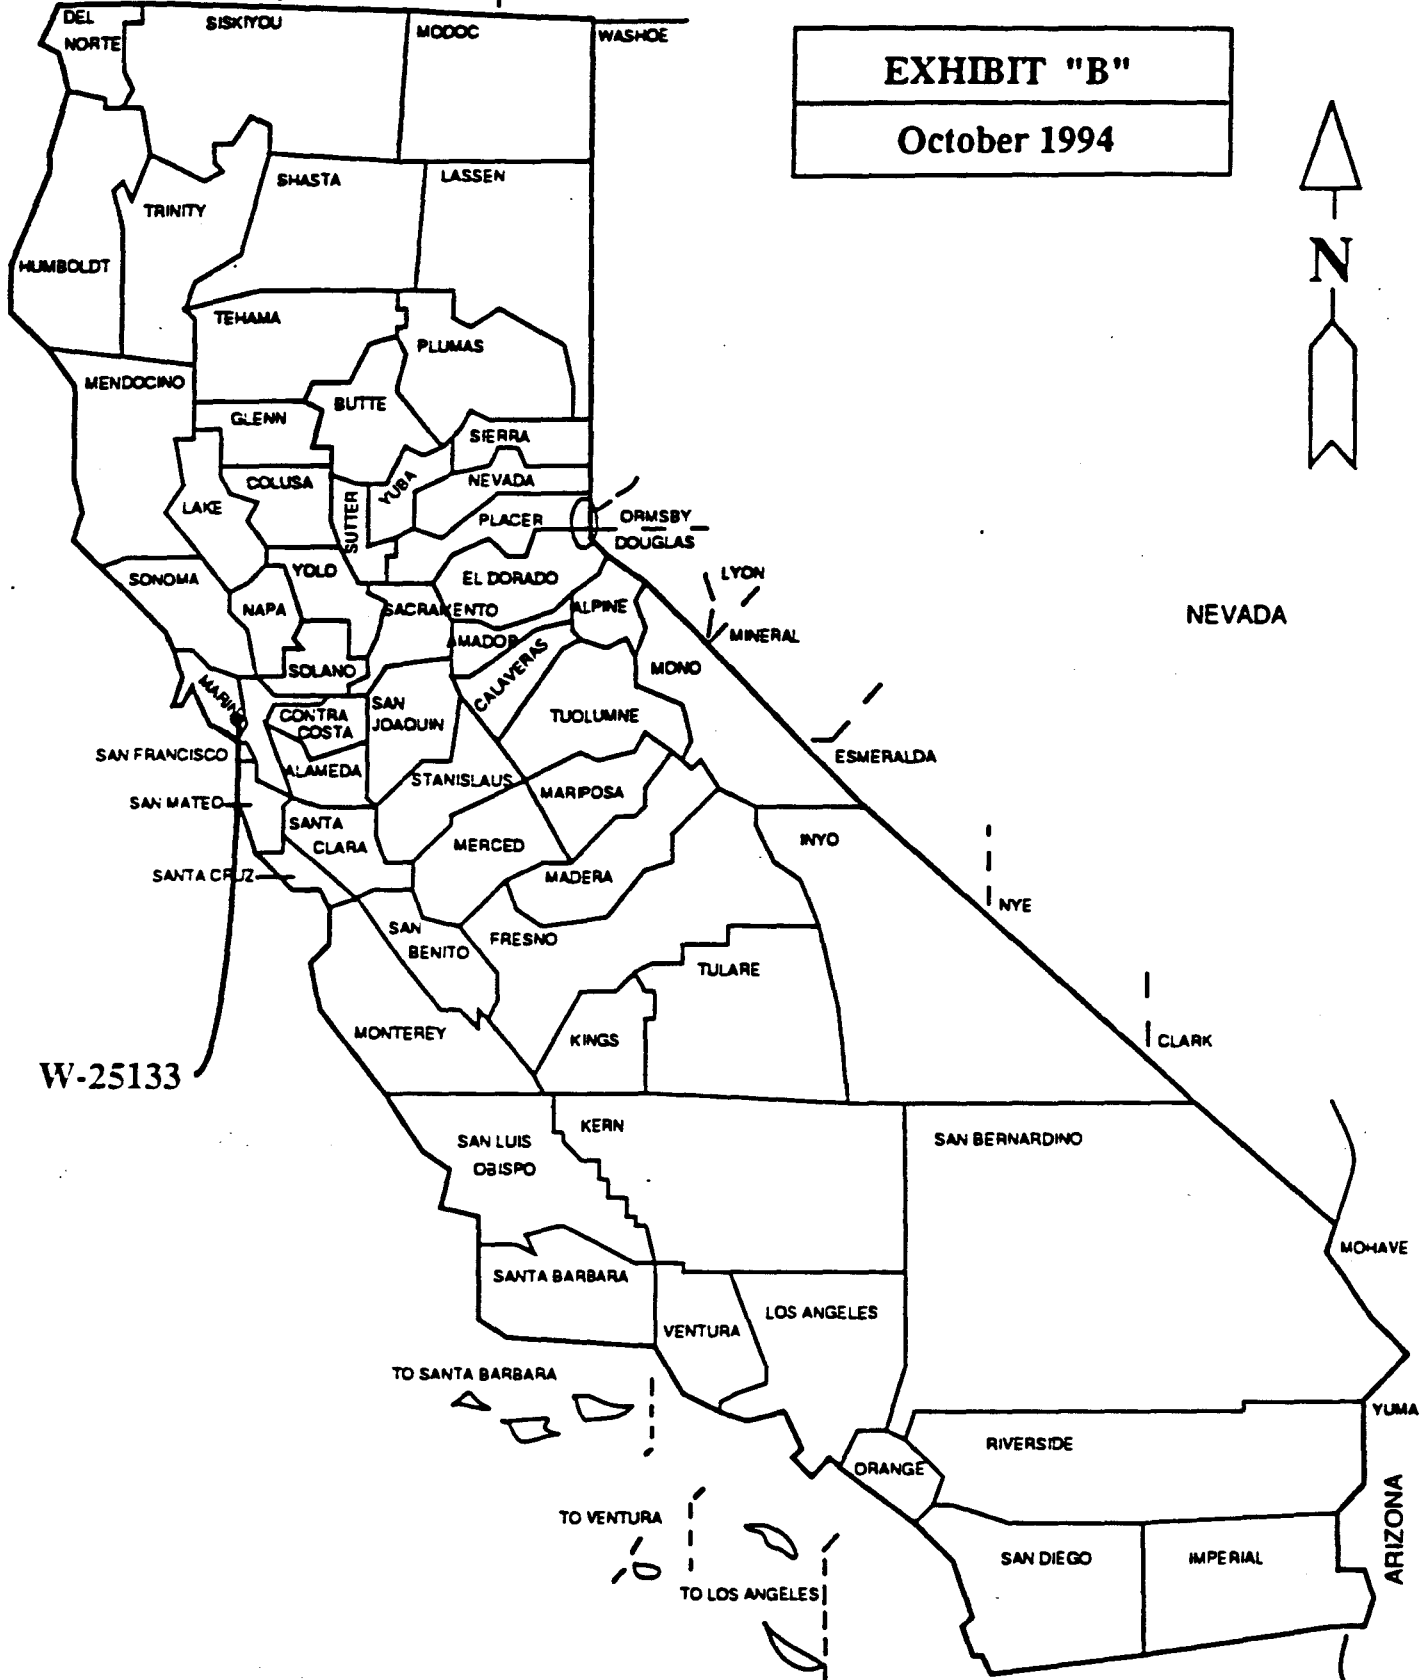 DEL
NORTE
SISKIYOU
MODOC
WASHOE
EXHIBIT "B"
October 1994
N
SHASTA
LASSEN
TRINITY
HUMBOLDT
TEHAMA
PLUMAS
MENDOCINO
BUTTE
GLENN
SIERRA
COLUSA
YUBA
NEVADA
LAKE
SUTTER
PLACER
ORMSBY
DOUGLAS
SONOMA
YOLO
EL DORADO
LYON
NAPA
SACRAMENTO
ALPINE
NEVADA
AMADOR
MINERAL
SOLANO
CALAVERAS
MONO
MARIN
SAN
JOAQUIN
CONTRA
COSTA
TUOLUMNE
SAN FRANCISCO
ALAMEDA
STANISLAUS
ESMERALDA
SAN MATEO
MARIPOSA
SANTA
CLARA
MERCED
INYO
SANTA CRUZ
MADERA
NYE
SAN
BENITO
FRESNO
TULARE
MONTEREY
KINGS
CLARK
W-25133
KERN
SAN LUIS
OBISPO
SAN BERNARDINO
MOHAVE
SANTA BARBARA
LOS ANGELES
VENTURA
TO SANTA BARBARA
YUMA
RIVERSIDE
ORANGE
ARIZONA
TO VENTURA
SAN DIEGO
IMPERIAL
TO LOS ANGELES